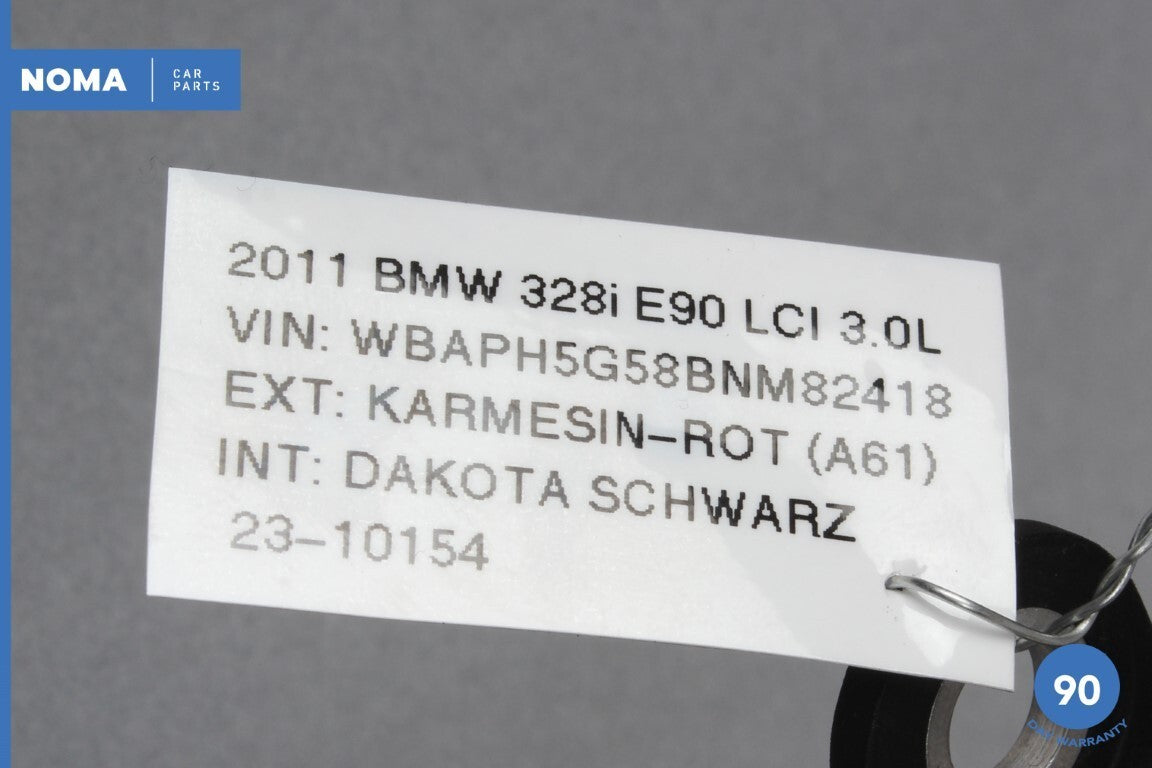 NOMA
CAR
PARTS
2011 BMW 328i E90 LCI 3.0L
VIN: WBAPH5G58BNM82418
EXT: KARMESIN-ROT (A61)
INT: DAKOTA SCHWARZ
23-10154
90
DAY WARRANTY